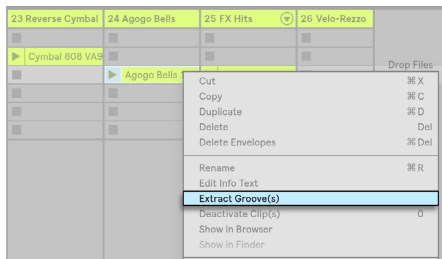 23 Reverse Cymbal 24 Agogo Bells 25 FX Hits 26 Velo-Rezzo
Cymbal 808 VA9
Drop Files
Agogo Bells
Cut ⌘ X
Copy ⌘ C
Duplicate ⌘ D
Delete Del
Delete Envelopes ⌘ Del
Rename ⌘ R
Edit Info Text
Extract Groove(s)
Deactivate Clip(s) 0
Show in Browser
Show in Finder